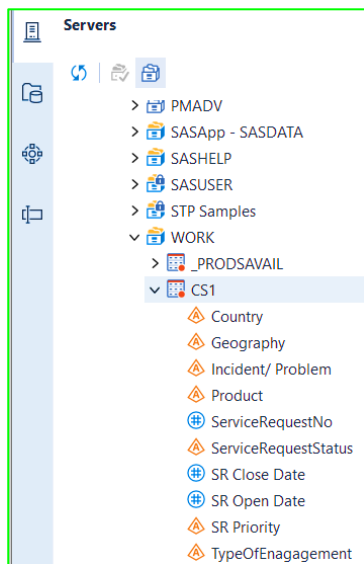 Servers
PMADV
SASApp - SASDATA
SASHELP
SASUSER
STP Samples
WORK
_PRODSAVAIL
CS1
Country
Geography
Incident/ Problem
Product
ServiceRequestNo
ServiceRequestStatus
SR Close Date
SR Open Date
SR Priority
TypeOfEnagagement